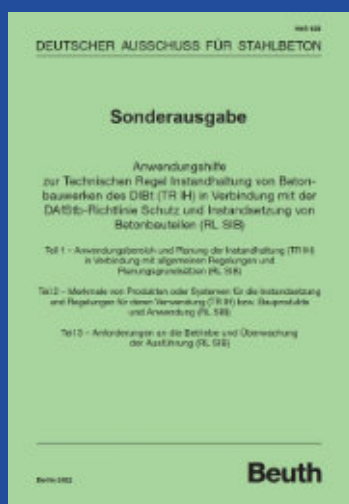 DEUTSCHER AUSSCHUSS FÜR STAHLBETON
Sonderausgabe
Anwendungshilfe
zur Technischen Regel Instandhaltung von Beton-
bauwerken des DIBt (TR IH) in Verbindung mit der
DAfStb-Richtlinie Schutz und Instandsetzung von
Betonbauteilen (RL SIB)
Teil 1 – Anwendungsbereich und Planung der Instandhaltung (TR IH)
in Verbindung mit allgemeinen Regelungen und
Planungsgrundsätzen (RL SIB)
Teil 2 – Merkmale von Produkten oder Systemen für die Instandsetzung
und Regelungen für deren Verwendung (TR IH) bzw. Bauprodukte
und Anwendung (RL SIB)
Teil 3 – Anforderungen an die Betriebe und Überwachung
der Ausführung (RL SIB)
Berlin 2022
Beuth